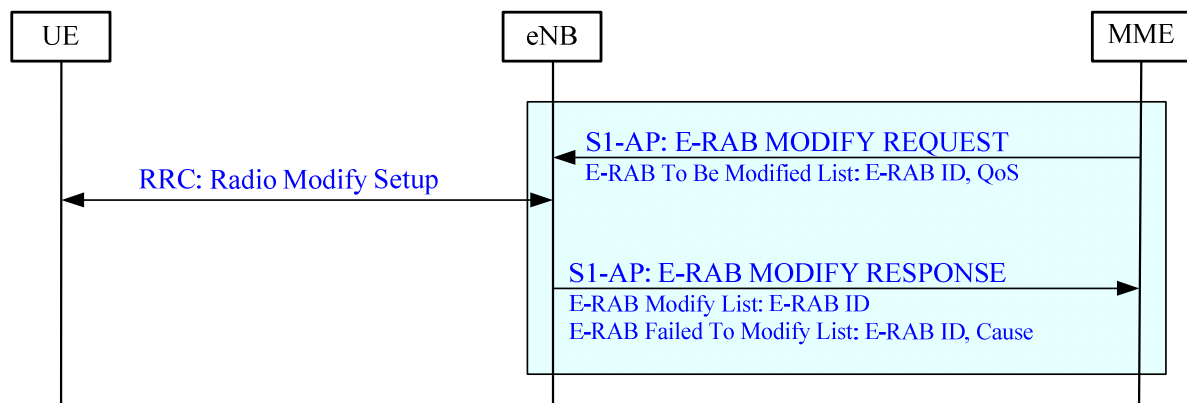 UE
eNB
MME
S1-AP: E-RAB MODIFY REQUEST
E-RAB To Be Modified List: E-RAB ID, QoS
RRC: Radio Modify Setup
S1-AP: E-RAB MODIFY RESPONSE
E-RAB Modify List: E-RAB ID
E-RAB Failed To Modify List: E-RAB ID, Cause